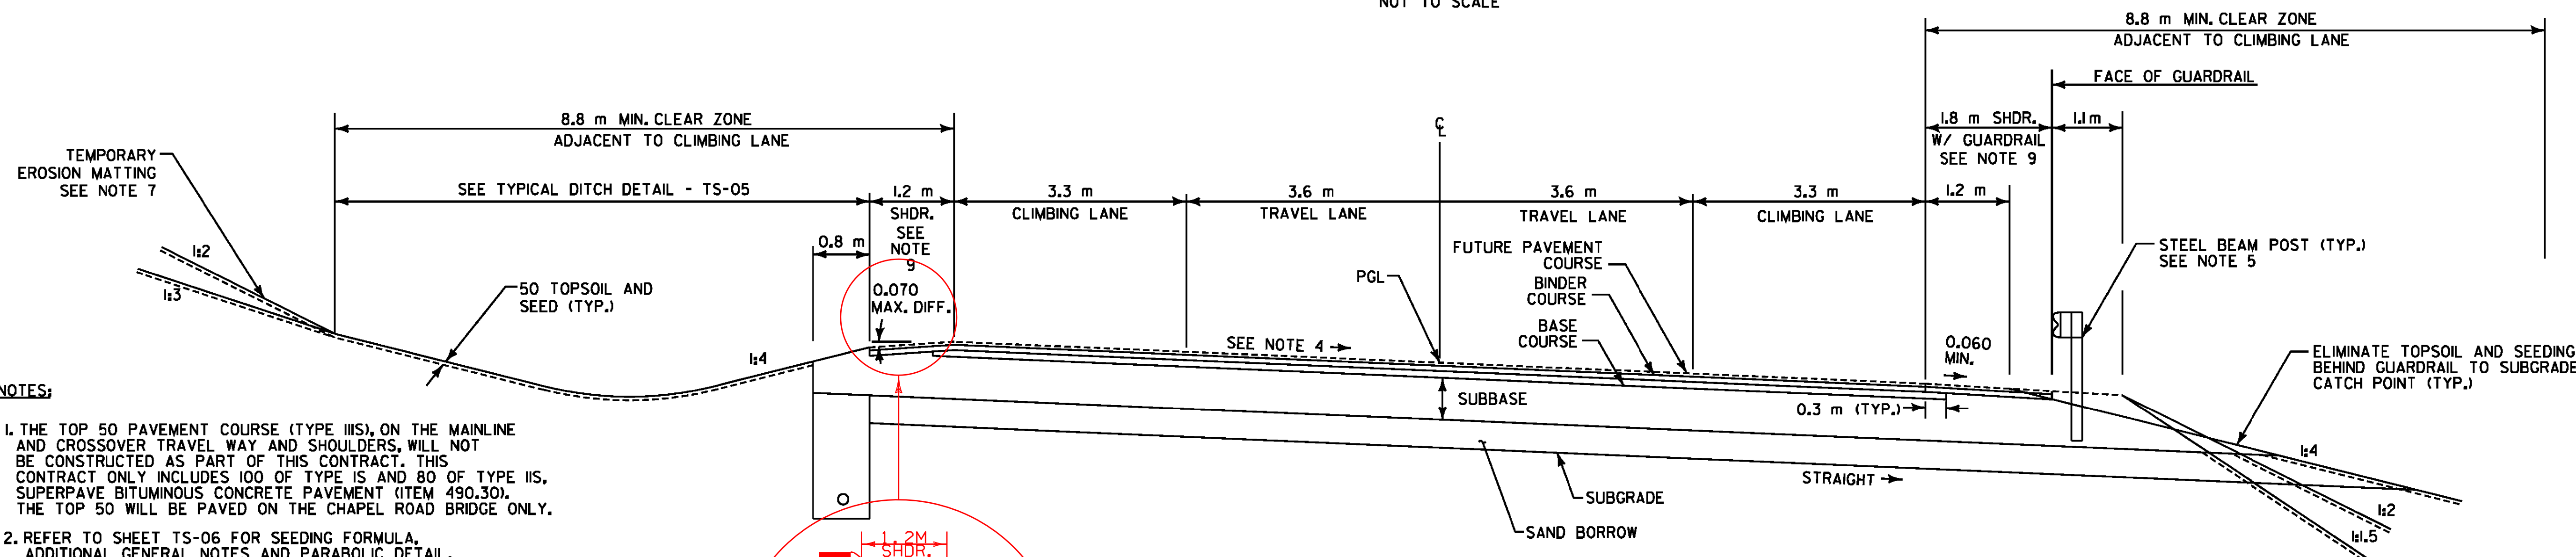 NOT TO SCALE
8.8 m MIN. CLEAR ZONE
ADJACENT TO CLIMBING LANE
FACE OF GUARDRAIL
8.8 m MIN. CLEAR ZONE
ADJACENT TO CLIMBING LANE
℄
1.8 m SHDR.
W/ GUARDRAIL
SEE NOTE 9
1.1 m
TEMPORARY
EROSION MATTING
SEE NOTE 7
SEE TYPICAL DITCH DETAIL - TS-05
1.2 m
SHDR.
SEE
NOTE
9
3.3 m
CLIMBING LANE
3.6 m
TRAVEL LANE
3.6 m
TRAVEL LANE
3.3 m
CLIMBING LANE
1.2 m
0.8 m
1:2
1:3
50 TOPSOIL AND
SEED (TYP.)
0.070
MAX. DIFF.
1:4
SEE NOTE 4
PGL
FUTURE PAVEMENT
COURSE
BINDER
COURSE
BASE
COURSE
STEEL BEAM POST (TYP.)
SEE NOTE 5
0.060
MIN.
ELIMINATE TOPSOIL AND SEEDING
BEHIND GUARDRAIL TO SUBGRADE
CATCH POINT (TYP.)
SUBBASE
0.3 m (TYP.)
1:4
STRAIGHT
SUBGRADE
SAND BORROW
1:2
1:1.5
NOTES:
1. THE TOP 50 PAVEMENT COURSE (TYPE IIIS), ON THE MAINLINE
AND CROSSOVER TRAVEL WAY AND SHOULDERS, WILL NOT
BE CONSTRUCTED AS PART OF THIS CONTRACT. THIS
CONTRACT ONLY INCLUDES 100 OF TYPE IS AND 80 OF TYPE IIS,
SUPERPAVE BITUMINOUS CONCRETE PAVEMENT (ITEM 490.30).
THE TOP 50 WILL BE PAVED ON THE CHAPEL ROAD BRIDGE ONLY.
2. REFER TO SHEET TS-06 FOR SEEDING FORMULA,
ADDITIONAL GENERAL NOTES AND PARABOLIC DETAIL.
1.2M
SHDR.